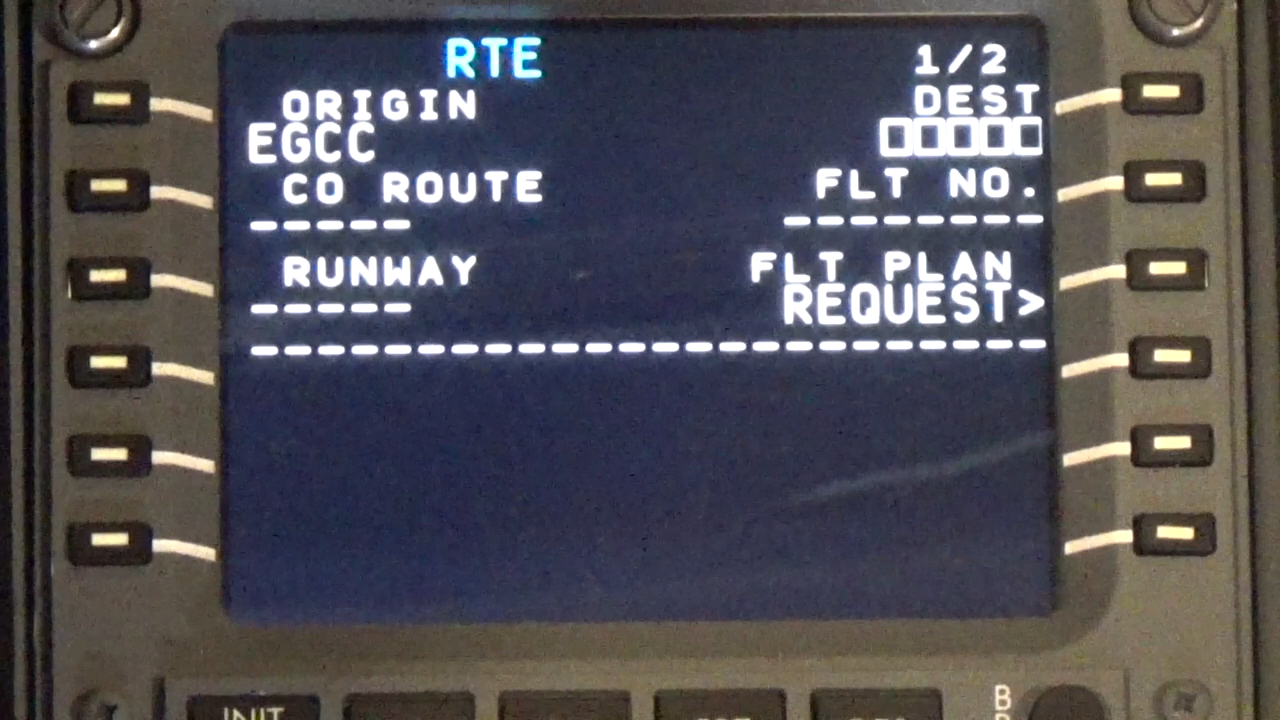 RTE 1/2
ORIGIN DEST
EGCC □□□□□
CO ROUTE FLT NO.
----- --------
RUNWAY FLT PLAN
----- REQUEST>
------------------------
INIT
B